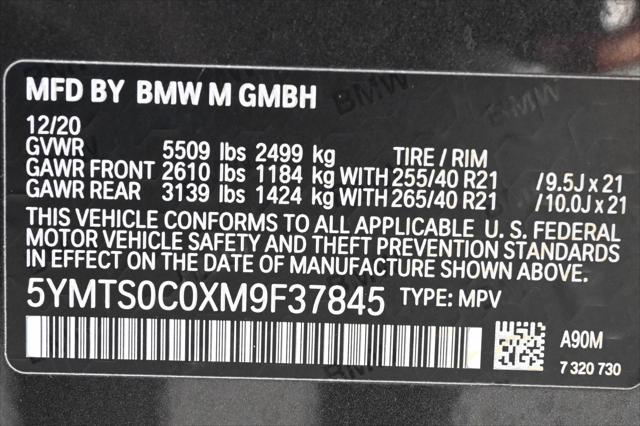 MFD BY BMW M GMBH
12/20
GVWR 5509 lbs 2499 kg TIRE / RIM
GAWR FRONT 2610 lbs 1184 kg WITH 255/40 R21 /9.5J x 21
GAWR REAR 3139 lbs 1424 kg WITH 265/40 R21 /10.0J x 21
THIS VEHICLE CONFORMS TO ALL APPLICABLE U. S. FEDERAL
MOTOR VEHICLE SAFETY AND THEFT PREVENTION STANDARDS
IN EFFECT ON THE DATE OF MANUFACTURE SHOWN ABOVE.
5YMTS0C0XM9F37845 TYPE: MPV
A90M
7 320 730